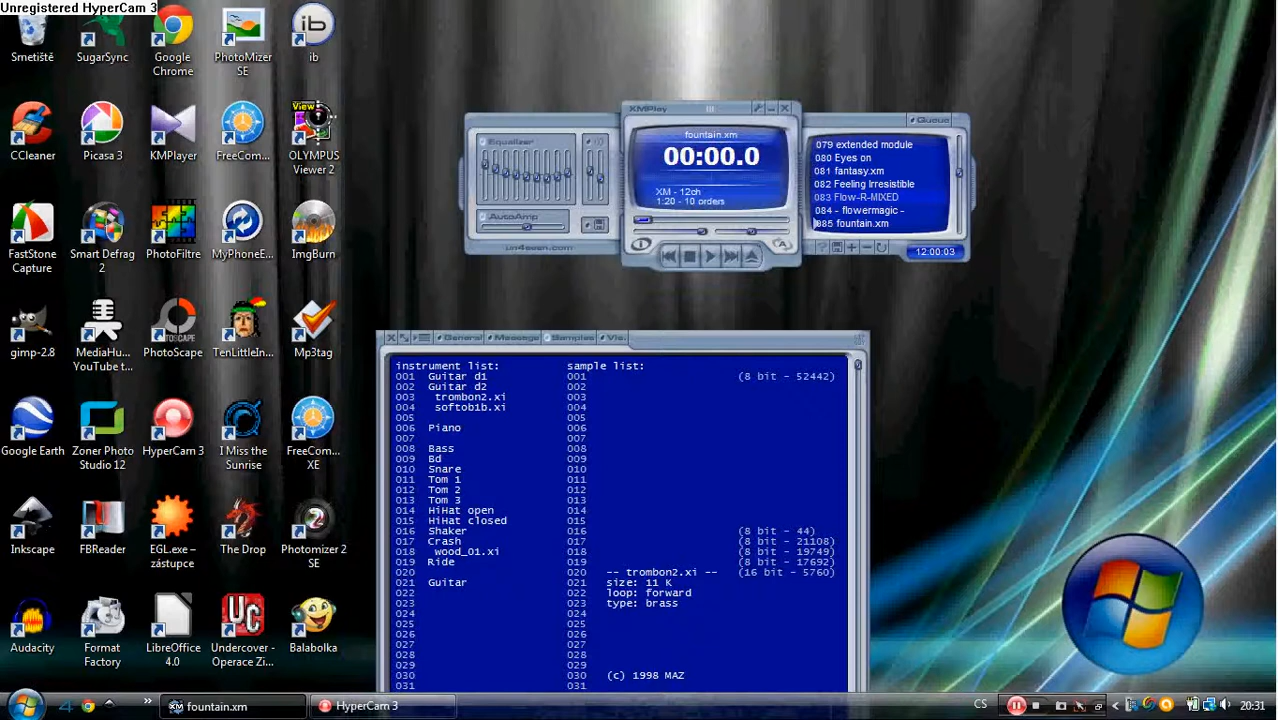 Unregistered HyperCam 3
Smetiště
SugarSync
Google Chrome
PhotoMizer SE
ib
CCleaner
Picasa 3
KMPlayer
FreeCom...
OLYMPUS Viewer 2
FastStone Capture
Smart Defrag 2
PhotoFiltre
MyPhoneE...
ImgBurn
gimp-2.8
MediaHu... YouTube t...
PhotoScape
TenLittleIn...
Mp3tag
Google Earth
Zoner Photo Studio 12
HyperCam 3
I Miss the Sunrise
FreeCom... XE
Inkscape
FBReader
EGL.exe – zástupce
The Drop
Photomizer 2 SE
Audacity
Format Factory
LibreOffice 4.0
Undercover - Operace Zi...
Balabolka
Equalizer
AutoAmp
un4seen.com
XMPlay
fountain.xm
00:00.0
XM - 12ch
1:20 - 10 orders
Queue
079 extended module
080 Eyes on
081 fantasy.xm
082 Feeling Irresistible
083 Flow-R-MIXED
084 - flowermagic -
085 fountain.xm
12:00:03
General Message Samples Vis.
instrument list: sample list:
001 Guitar d1 001 (8 bit - 52442)
002 Guitar d2 002
003 trombon2.xi 003
004 softob1b.xi 004
005 005
006 Piano 006
007 007
008 Bass 008
009 Bd 009
010 Snare 010
011 Tom 1 011
012 Tom 2 012
013 Tom 3 013
014 HiHat open 014
015 HiHat closed 015
016 Shaker 016 (8 bit - 44)
017 Crash 017 (8 bit - 21108)
018 wood_01.xi 018 (8 bit - 19749)
019 Ride 019 (8 bit - 17692)
020 020 -- trombon2.xi -- (16 bit - 5760)
021 Guitar 021 size: 11 K
022 022 loop: forward
023 023 type: brass
024 024
025 025
026 026
027 027
028 028
029 029
030 030 (c) 1998 MAZ
031 031
fountain.xm
HyperCam 3
CS
20:31